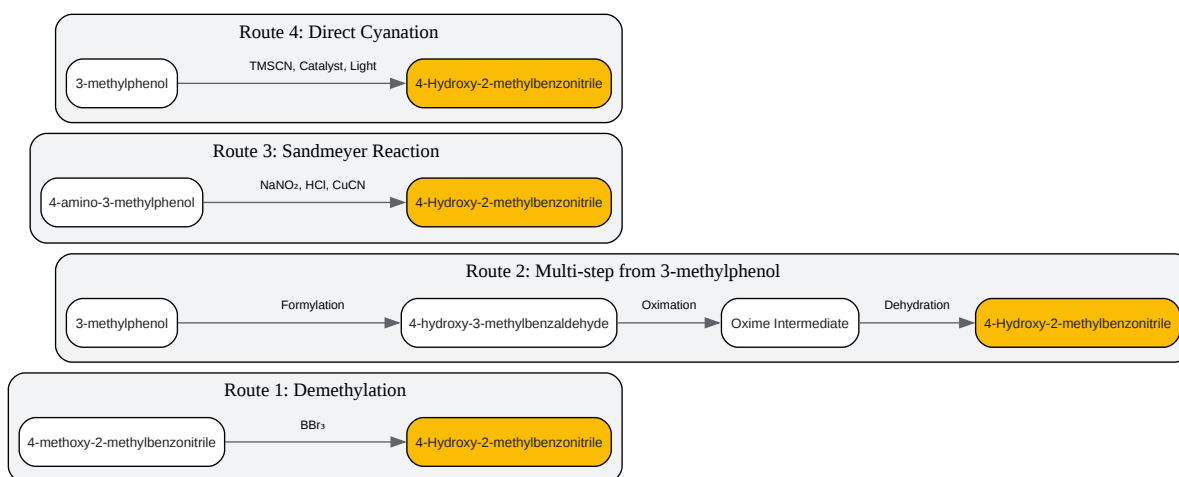 Route 4: Direct Cyanation
3-methylphenol
TMSCN, Catalyst, Light
4-Hydroxy-2-methylbenzonitrile
Route 3: Sandmeyer Reaction
4-amino-3-methylphenol
NaNO₂, HCl, CuCN
4-Hydroxy-2-methylbenzonitrile
Route 2: Multi-step from 3-methylphenol
3-methylphenol
Formylation
4-hydroxy-3-methylbenzaldehyde
Oximation
Oxime Intermediate
Dehydration
4-Hydroxy-2-methylbenzonitrile
Route 1: Demethylation
4-methoxy-2-methylbenzonitrile
BBr₃
4-Hydroxy-2-methylbenzonitrile